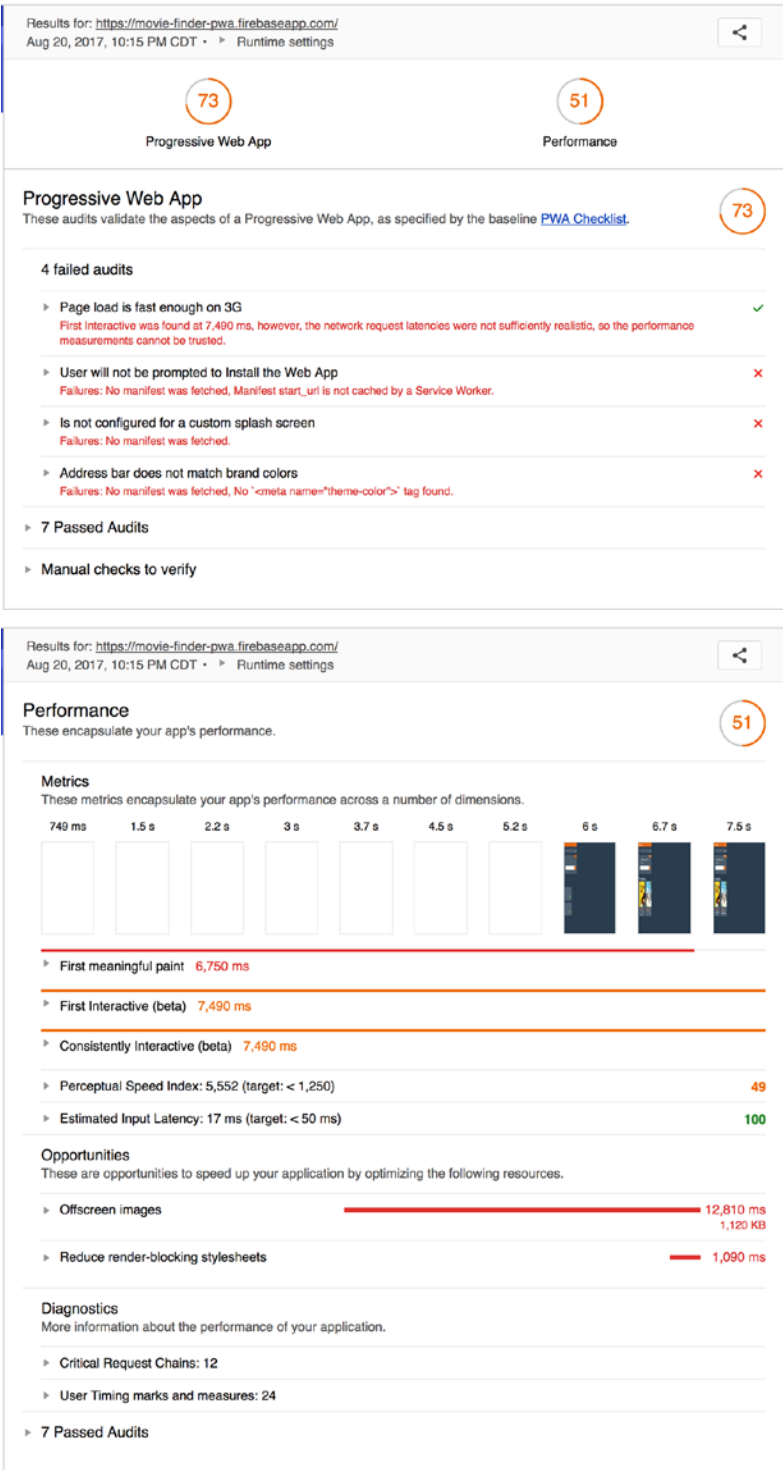 Results for: https://movie-finder-pwa.firebaseapp.com/
Aug 20, 2017, 10:15 PM CDT • Runtime settings
73
51
Progressive Web App
Performance
Progressive Web App
73
These audits validate the aspects of a Progressive Web App, as specified by the baseline PWA Checklist.
4 failed audits
Page load is fast enough on 3G
First Interactive was found at 7,490 ms, however, the network request latencies were not sufficiently realistic, so the performance
measurements cannot be trusted.
User will not be prompted to Install the Web App
Failures: No manifest was fetched, Manifest start_url is not cached by a Service Worker.
Is not configured for a custom splash screen
Failures: No manifest was fetched.
Address bar does not match brand colors
Failures: No manifest was fetched, No `<meta name="theme-color">` tag found.
7 Passed Audits
Manual checks to verify
Results for: https://movie-finder-pwa.firebaseapp.com/
Aug 20, 2017, 10:15 PM CDT • Runtime settings
Performance
51
These encapsulate your app's performance.
Metrics
These metrics encapsulate your app's performance across a number of dimensions.
749 ms 1.5 s 2.2 s 3 s 3.7 s 4.5 s 5.2 s 6 s 6.7 s 7.5 s
First meaningful paint 6,750 ms
First Interactive (beta) 7,490 ms
Consistently Interactive (beta) 7,490 ms
Perceptual Speed Index: 5,552 (target: < 1,250) 49
Estimated Input Latency: 17 ms (target: < 50 ms) 100
Opportunities
These are opportunities to speed up your application by optimizing the following resources.
Offscreen images 12,810 ms
1,120 KB
Reduce render-blocking stylesheets 1,090 ms
Diagnostics
More information about the performance of your application.
Critical Request Chains: 12
User Timing marks and measures: 24
7 Passed Audits